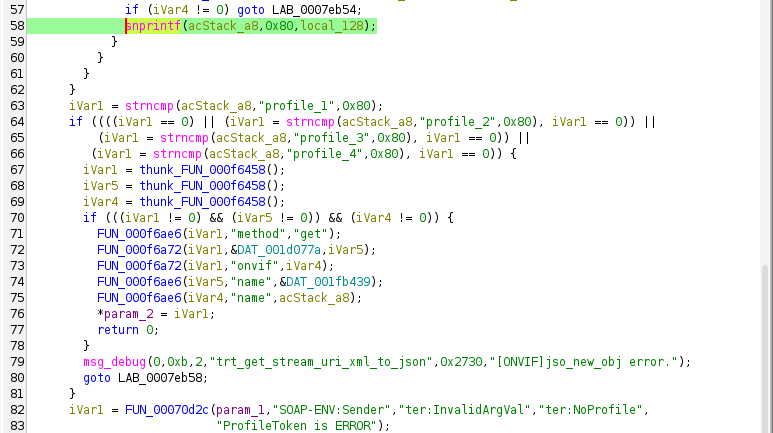 57 if (iVar4 != 0) goto LAB_0007eb54;
58 snprintf(acStack_a8,0x80,local_128);
59 }
60 }
61 }
62 }
63 iVar1 = strncmp(acStack_a8,"profile_1",0x80);
64 if ((((iVar1 == 0) || (iVar1 = strncmp(acStack_a8,"profile_2",0x80), iVar1 == 0)) ||
65 (iVar1 = strncmp(acStack_a8,"profile_3",0x80), iVar1 == 0)) ||
66 (iVar1 = strncmp(acStack_a8,"profile_4",0x80), iVar1 == 0)) {
67 iVar1 = thunk_FUN_000f6458();
68 iVar5 = thunk_FUN_000f6458();
69 iVar4 = thunk_FUN_000f6458();
70 if (((iVar1 != 0) && (iVar5 != 0)) && (iVar4 != 0)) {
71 FUN_000f6ae6(iVar1,"method","get");
72 FUN_000f6a72(iVar1,&DAT_001d077a,iVar5);
73 FUN_000f6a72(iVar1,"onvif",iVar4);
74 FUN_000f6ae6(iVar5,"name",&DAT_001fb439);
75 FUN_000f6ae6(iVar4,"name",acStack_a8);
76 *param_2 = iVar1;
77 return 0;
78 }
79 msg_debug(0,0xb,2,"trt_get_stream_uri_xml_to_json",0x2730,"[ONVIF]jso_new_obj error.");
80 goto LAB_0007eb58;
81 }
82 iVar1 = FUN_00070d2c(param_1,"SOAP-ENV:Sender","ter:InvalidArgVal","ter:NoProfile",
83 "ProfileToken is ERROR");